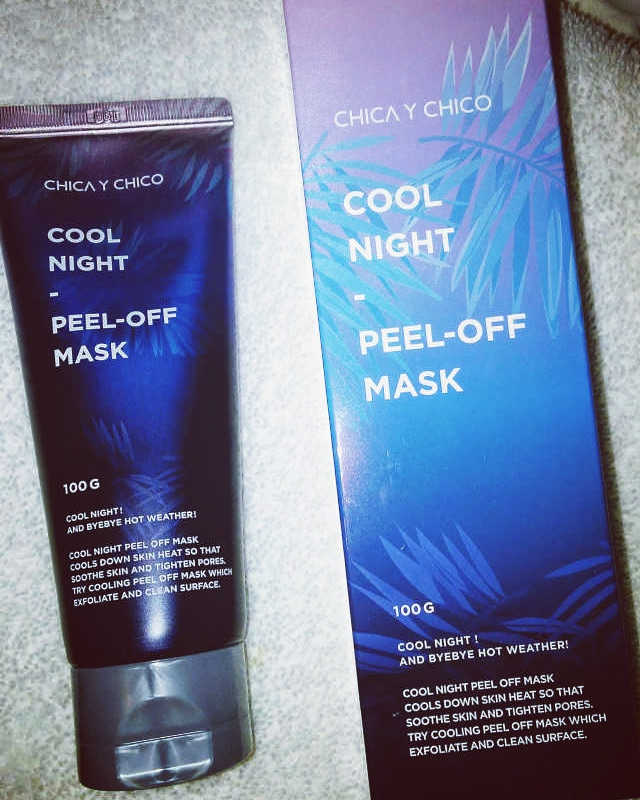 CHICA Y CHICO
COOL
NIGHT
-
PEEL-OFF
MASK
100 G
COOL NIGHT!
AND BYEBYE HOT WEATHER!
COOL NIGHT PEEL OFF MASK
COOLS DOWN SKIN HEAT SO THAT
SOOTHE SKIN AND TIGHTEN PORES.
TRY COOLING PEEL OFF MASK WHICH
EXFOLIATE AND CLEAN SURFACE.
CHICA Y CHICO
COOL
NIGHT
-
PEEL-OFF
MASK
100 G
COOL NIGHT !
AND BYEBYE HOT WEATHER!
COOL NIGHT PEEL OFF MASK
COOLS DOWN SKIN HEAT SO THAT
SOOTHE SKIN AND TIGHTEN PORES.
TRY COOLING PEEL OFF MASK WHICH
EXFOLIATE AND CLEAN SURFACE.